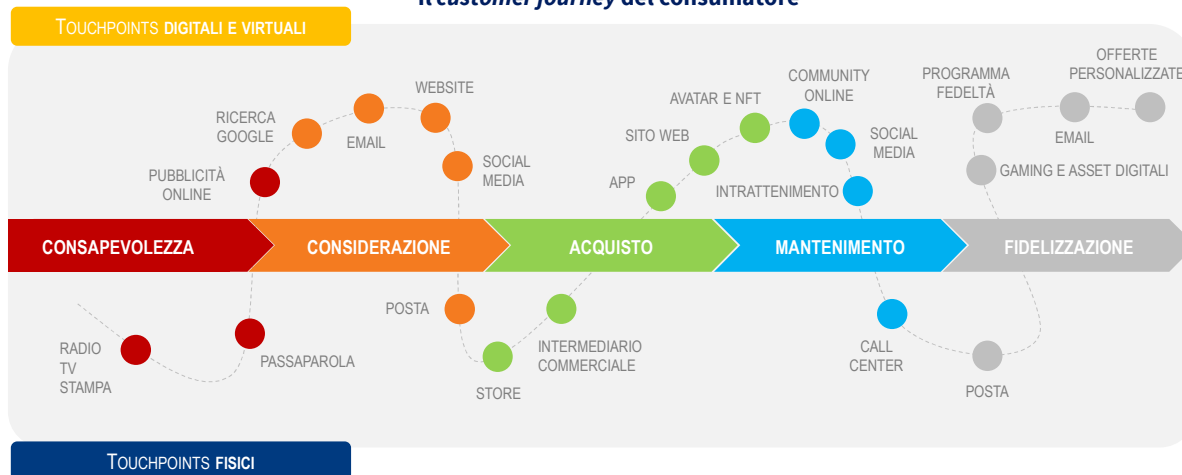 Il customer journey del consumatore
TOUCHPOINTS DIGITALI E VIRTUALI
PUBBLICITÀ
ONLINE
RICERCA
GOOGLE
EMAIL
WEBSITE
SOCIAL
MEDIA
APP
SITO WEB
AVATAR E NFT
COMMUNITY
ONLINE
SOCIAL
MEDIA
INTRATTENIMENTO
PROGRAMMA
FEDELTÀ
OFFERTE
PERSONALIZZATE
EMAIL
GAMING E ASSET DIGITALI
CONSAPEVOLEZZA
CONSIDERAZIONE
ACQUISTO
MANTENIMENTO
FIDELIZZAZIONE
RADIO
TV
STAMPA
PASSAPAROLA
POSTA
STORE
INTERMEDIARIO
COMMERCIALE
CALL
CENTER
POSTA
TOUCHPOINTS FISICI